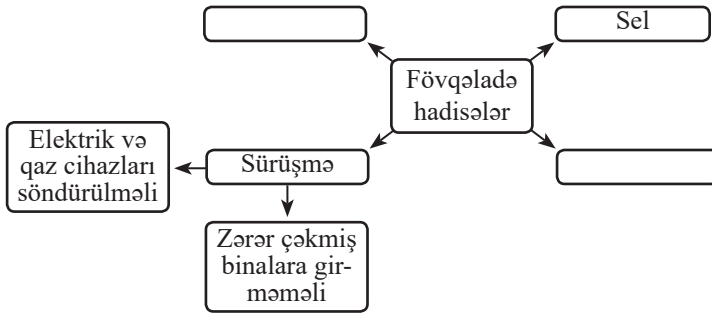 Sel
Fövqəladə
hadisələr
Elektrik və
qaz cihazları
söndürülməli
Sürüşmə
Zərər çəkmiş
binalara gir-
məməli